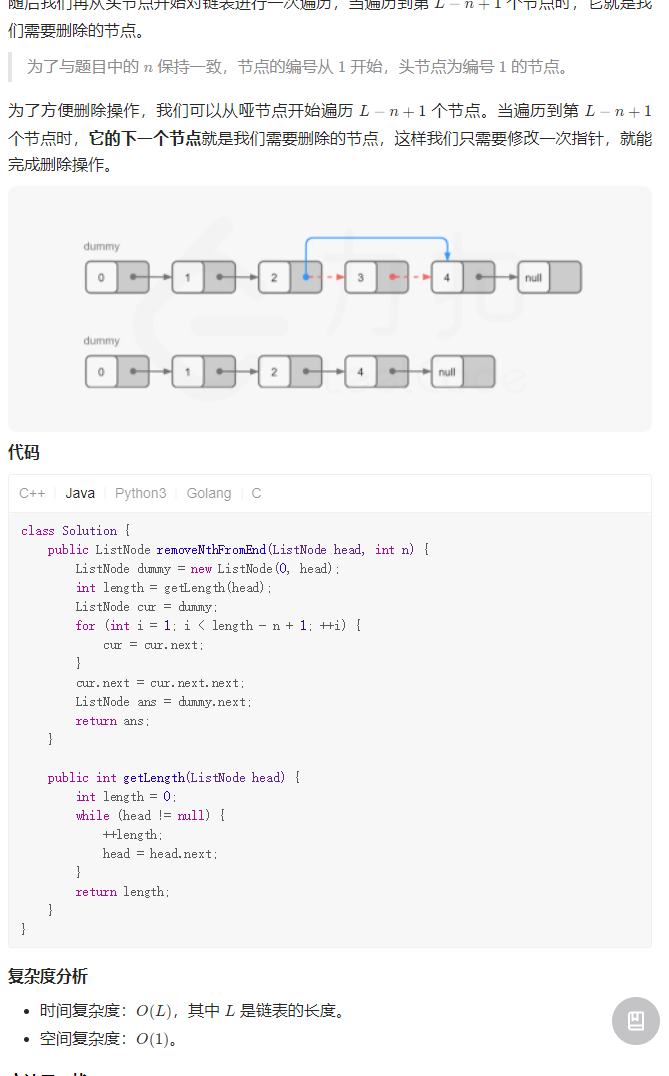 随后我们再从头节点开始对链表进行一次遍历，当遍历到第 L − n + 1 个节点时，它就是我
们需要删除的节点。
为了与题目中的 n 保持一致，节点的编号从 1 开始，头节点为编号 1 的节点。
为了方便删除操作，我们可以从哑节点开始遍历 L − n + 1 个节点。当遍历到第 L − n + 1
个节点时，它的下一个节点就是我们需要删除的节点，这样我们只需要修改一次指针，就能
完成删除操作。
dummy
0 1 2 3 4 null
dummy
0 1 2 4 null
力扣
代码
C++ Java Python3 Golang C
class Solution {
    public ListNode removeNthFromEnd(ListNode head, int n) {
        ListNode dummy = new ListNode(0, head);
        int length = getLength(head);
        ListNode cur = dummy;
        for (int i = 1; i < length - n + 1; ++i) {
            cur = cur.next;
        }
        cur.next = cur.next.next;
        ListNode ans = dummy.next;
        return ans;
    }
    public int getLength(ListNode head) {
        int length = 0;
        while (head != null) {
            ++length;
            head = head.next;
        }
        return length;
    }
}
复杂度分析
• 时间复杂度：O(L)，其中 L 是链表的长度。
• 空间复杂度：O(1)。